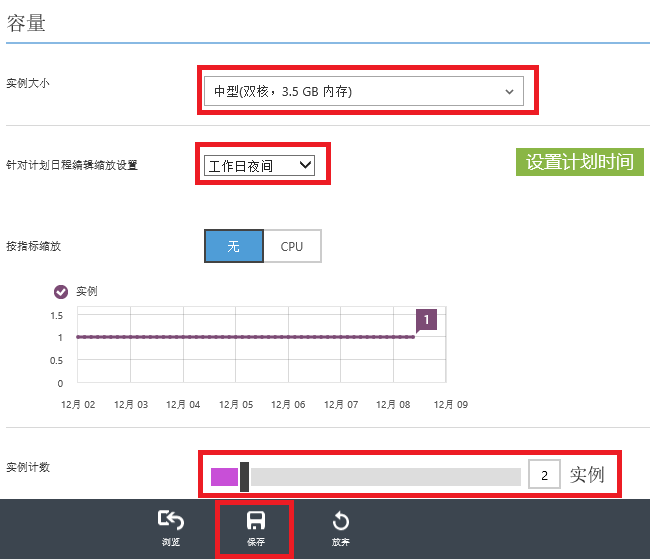 容量
实例大小
中型(双核，3.5 GB 内存)
针对计划日程编辑缩放设置
工作日夜间
设置计划时间
按指标缩放
无
CPU
实例
1.5
1
0.5
0
1
12月 02 12月 03 12月 04 12月 05 12月 06 12月 07 12月 08 12月 09
实例计数
2 实例
浏览
保存
放弃